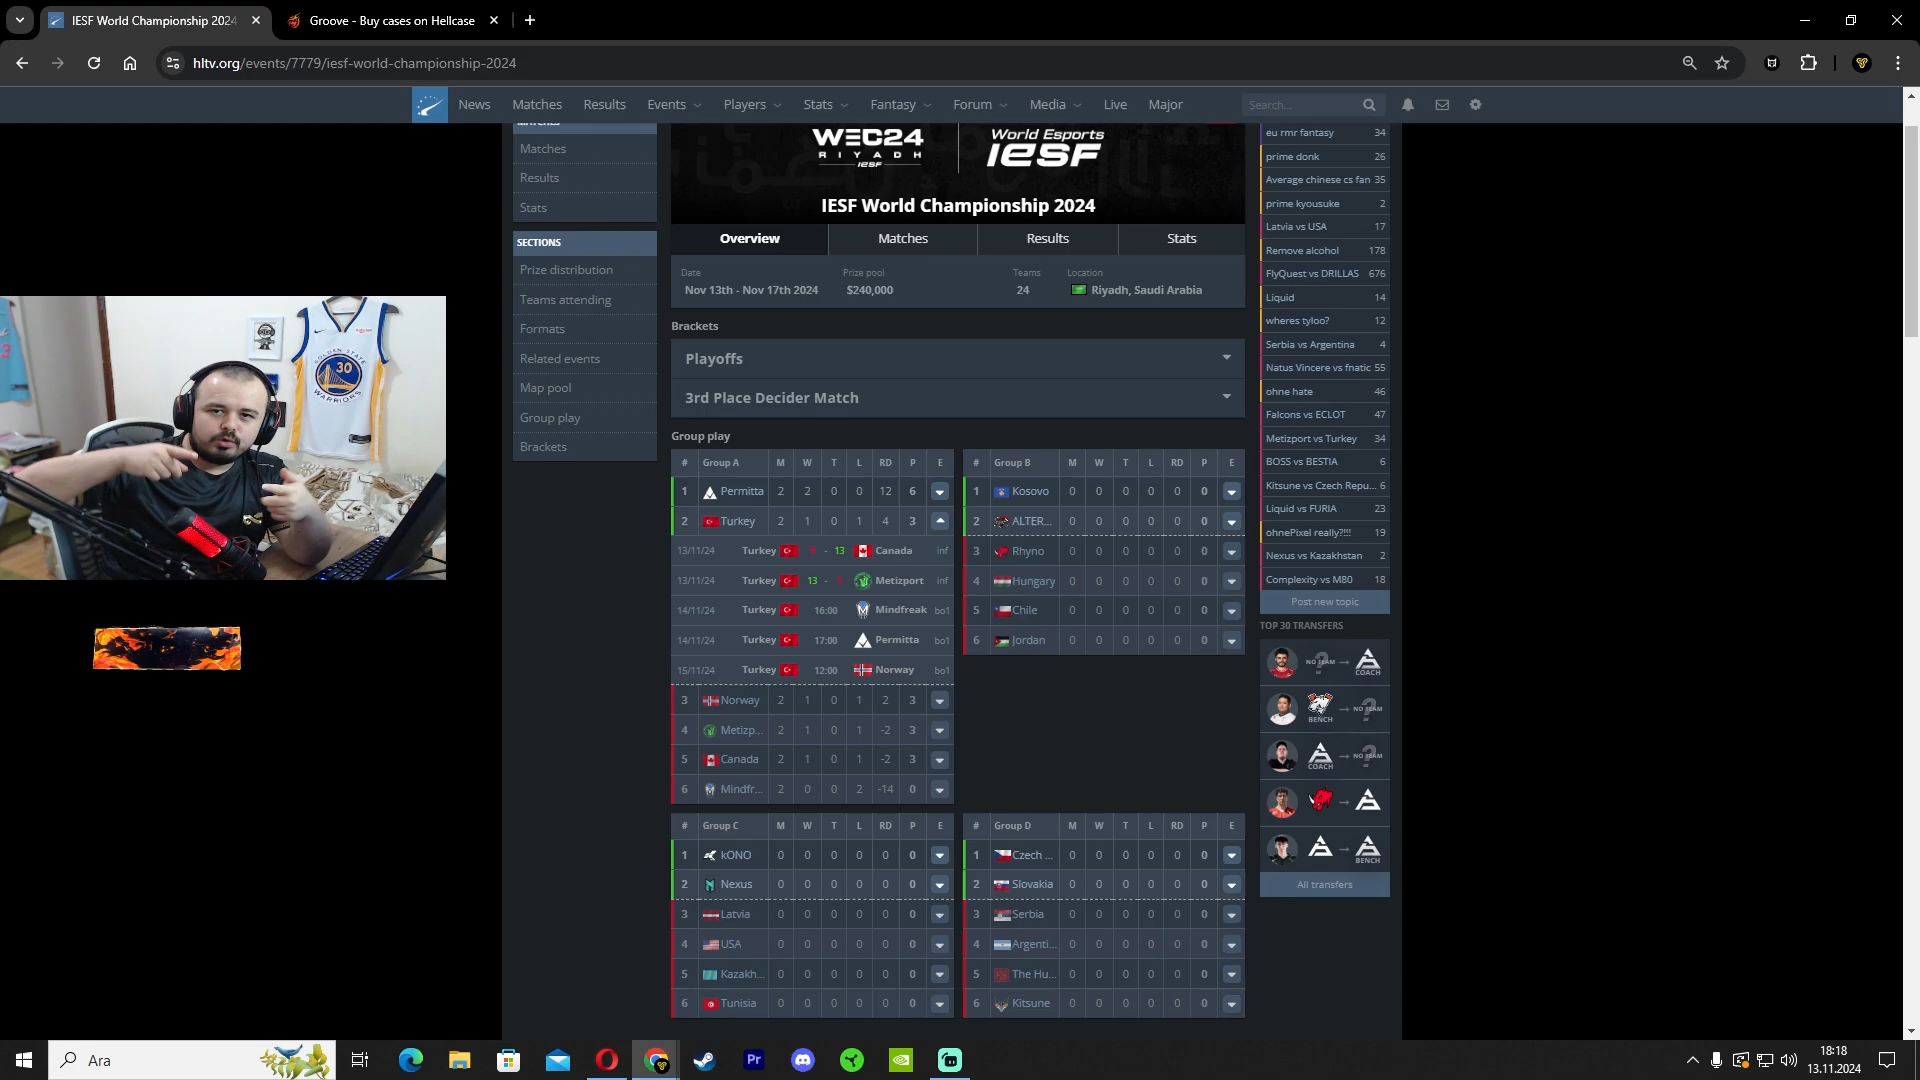 IESF World Championship 2024
Groove - Buy cases on Hellcase
hltv.org/events/7779/iesf-world-championship-2024
News Matches Results Events Players Stats Fantasy Forum Media Live Major Search...
Matches
Results
Stats
SECTIONS
Prize distribution
Teams attending
Formats
Related events
Map pool
Group play
Brackets
GOLDEN STATE
30
WARRIORS
WEC24
RIYADH
IESF
World Esports
IESF
IESF World Championship 2024
Overview Matches Results Stats
Date Prize pool Teams Location
Nov 13th - Nov 17th 2024 $240,000 24 Riyadh, Saudi Arabia
Brackets
Playoffs
3rd Place Decider Match
Group play
# Group A M W T L RD P E
1 Permitta 2 2 0 0 12 6
2 Turkey 2 1 0 1 4 3
13/11/24 Turkey - 13 Canada inf
13/11/24 Turkey 13 - Metizport inf
14/11/24 Turkey 16:00 Mindfreak bo1
14/11/24 Turkey 17:00 Permitta bo1
15/11/24 Turkey 12:00 Norway bo1
3 Norway 2 1 0 1 2 3
4 Metizp... 2 1 0 1 -2 3
5 Canada 2 1 0 1 -2 3
6 Mindfr... 2 0 0 2 -14 0
# Group B M W T L RD P E
1 Kosovo 0 0 0 0 0 0
2 ALTER... 0 0 0 0 0 0
3 Rhyno 0 0 0 0 0 0
4 Hungary 0 0 0 0 0 0
5 Chile 0 0 0 0 0 0
6 Jordan 0 0 0 0 0 0
# Group C M W T L RD P E
1 kONO 0 0 0 0 0 0
2 Nexus 0 0 0 0 0 0
3 Latvia 0 0 0 0 0 0
4 USA 0 0 0 0 0 0
5 Kazakh... 0 0 0 0 0 0
6 Tunisia 0 0 0 0 0 0
# Group D M W T L RD P E
1 Czech ... 0 0 0 0 0 0
2 Slovakia 0 0 0 0 0 0
3 Serbia 0 0 0 0 0 0
4 Argenti... 0 0 0 0 0 0
5 The Hu... 0 0 0 0 0 0
6 Kitsune 0 0 0 0 0 0
eu rmr fantasy 34
prime donk 26
Average chinese cs fan 35
prime kyousuke 2
Latvia vs USA 17
Remove alcohol 178
FlyQuest vs DRILLAS 676
Liquid 14
wheres tyloo? 12
Serbia vs Argentina 4
Natus Vincere vs fnatic 55
ohne hate 46
Falcons vs ECLOT 47
Metizport vs Turkey 34
BOSS vs BESTIA 6
Kitsune vs Czech Repu... 6
Liquid vs FURIA 23
ohnePixel really?!!! 19
Nexus vs Kazakhstan 2
Complexity vs M80 18
Post new topic
TOP 30 TRANSFERS
NO TEAM COACH
BENCH NO TEAM
COACH NO TEAM
BENCH
All transfers
Ara
Pr
18:18
13.11.2024